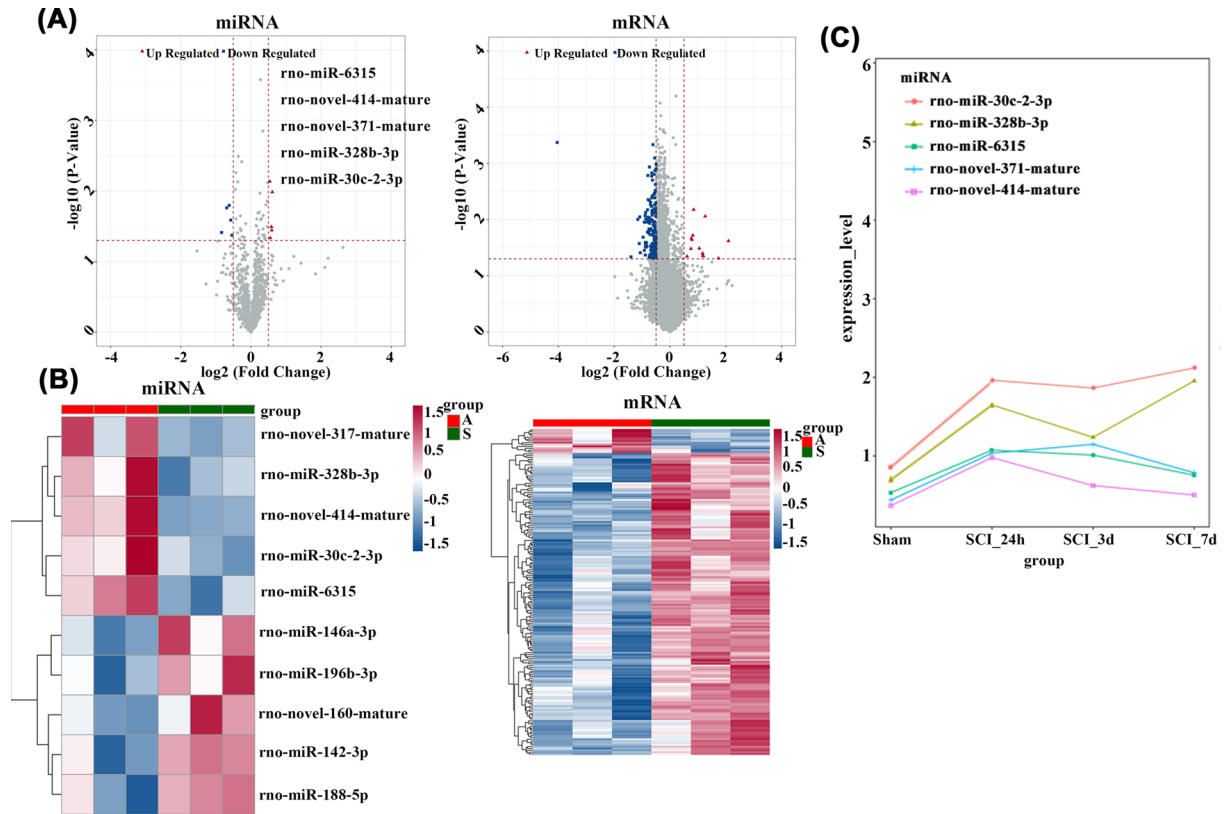 (A)
miRNA
Up Regulated Down Regulated
rno-miR-6315
rno-novel-414-mature
rno-novel-371-mature
rno-miR-328b-3p
rno-miR-30c-2-3p
-log10 (P-Value)
4
3
2
1
0
-4 -2 0 2 4
log2 (Fold Change)
mRNA
Up Regulated Down Regulated
-log10 (P-Value)
4
3
2
1
0
-6 -4 -2 0 2 4
log2 (Fold Change)
(B)
miRNA
group
rno-novel-317-mature
rno-miR-328b-3p
rno-novel-414-mature
rno-miR-30c-2-3p
rno-miR-6315
rno-miR-146a-3p
rno-miR-196b-3p
rno-novel-160-mature
rno-miR-142-3p
rno-miR-188-5p
1.5
1
0.5
0
-0.5
-1
-1.5
group
A
S
mRNA
group
1.5
1
0.5
0
-0.5
-1
-1.5
A
S
(C)
miRNA
rno-miR-30c-2-3p
rno-miR-328b-3p
rno-miR-6315
rno-novel-371-mature
rno-novel-414-mature
expression_level
6
5
4
3
2
1
Sham SCI_24h SCI_3d SCI_7d
group